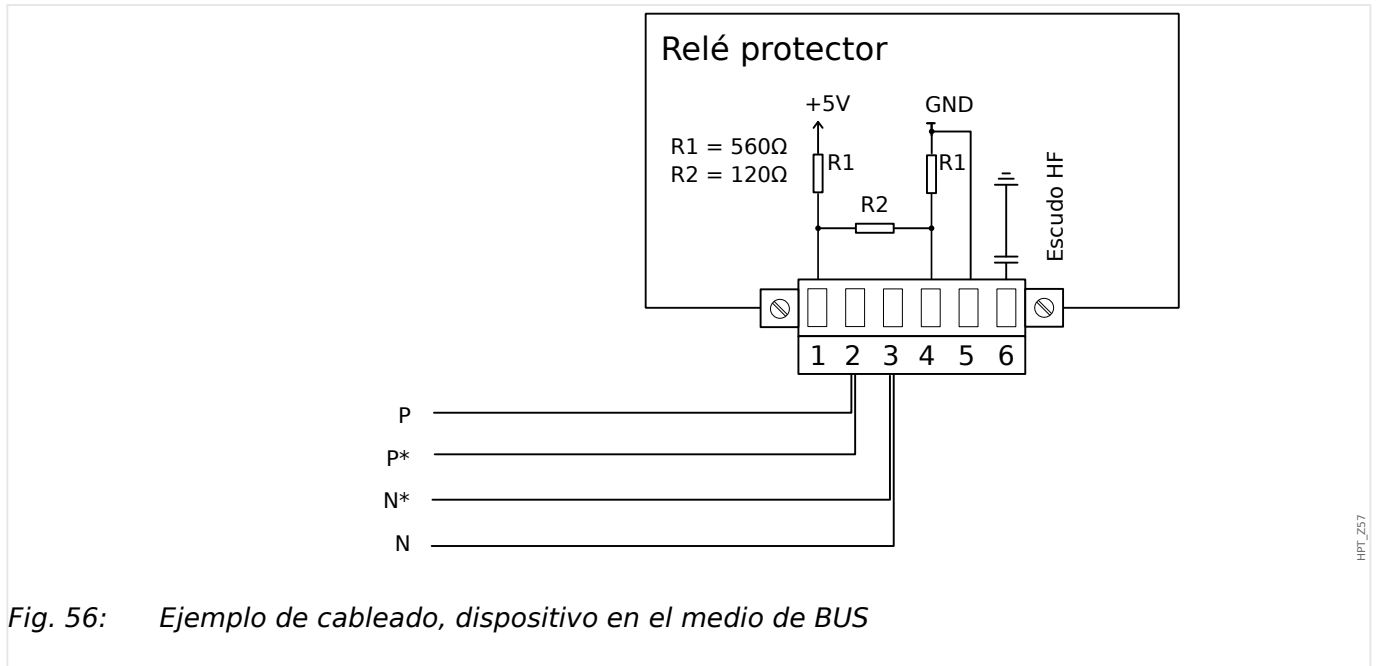 Relé protector
+5V
GND
R1 = 560Ω
R2 = 120Ω
R1
R1
R2
Escudo HF
1 2 3 4 5 6
P
P*
N*
N
HPT_Z57
Fig. 56: Ejemplo de cableado, dispositivo en el medio de BUS